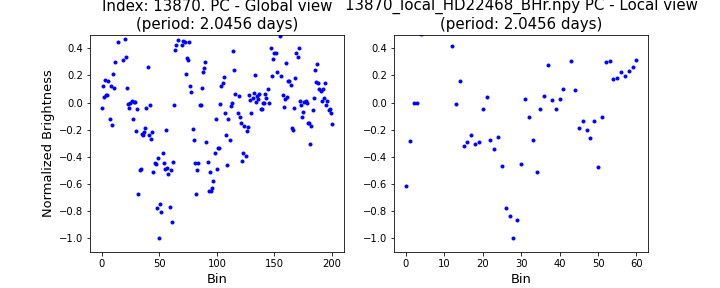 Index: 13870. PC - Global view
(period: 2.0456 days)
13870_local_HD22468_BHr.npy PC - Local view
(period: 2.0456 days)
Normalized Brightness
0.4
0.2
0.0
−0.2
−0.4
−0.6
−0.8
−1.0
0 50 100 150 200
Bin
0.4
0.2
0.0
−0.2
−0.4
−0.6
−0.8
−1.0
0 10 20 30 40 50 60
Bin